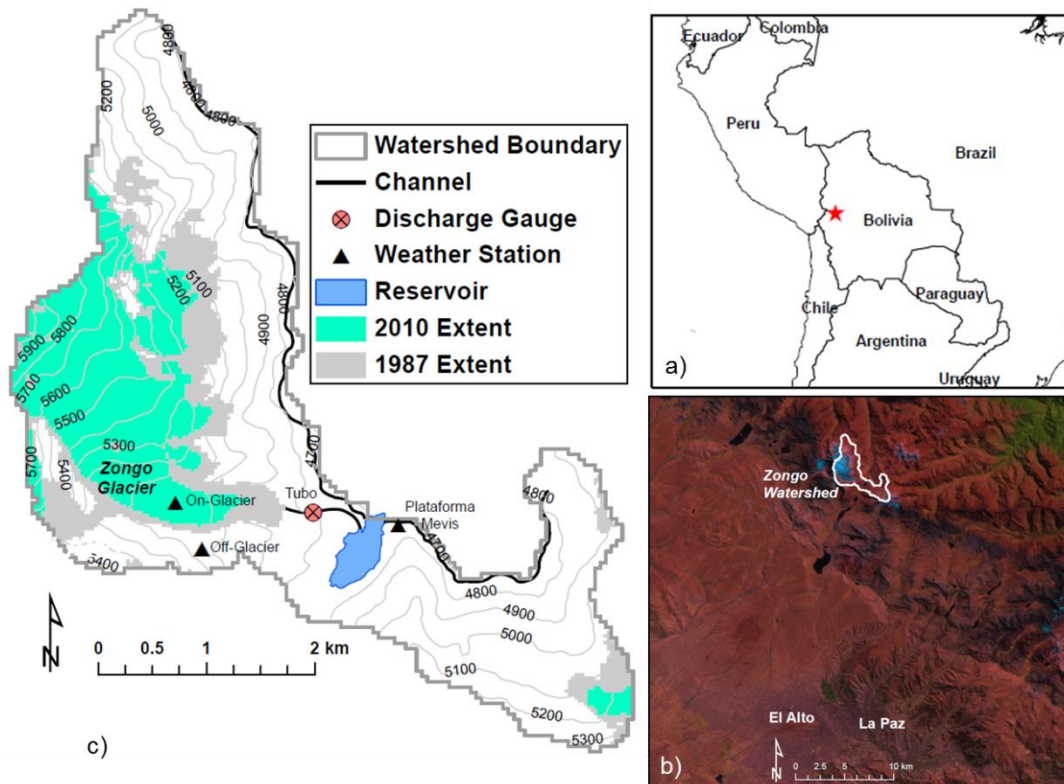 4800
4600
4800
5200
5000
5100
5200
4800
4900
5900
5800
5700
5600
5500
4700
5300
Zongo
Glacier
5700
5400
On-Glacier
Tubo
Off-Glacier
5400
Plataforma
Mevis
4700
4800
4800
4900
5000
5100
5200
5300
Watershed Boundary
Channel
Discharge Gauge
Weather Station
Reservoir
2010 Extent
1987 Extent
N
0 0.5 1 2 km
c)
Ecuador
Colombia
Peru
Brazil
Bolivia
Paraguay
Chile
Argentina
Uruguay
a)
Zongo
Watershed
El Alto
La Paz
N
0 2.5 5 10 km
b)